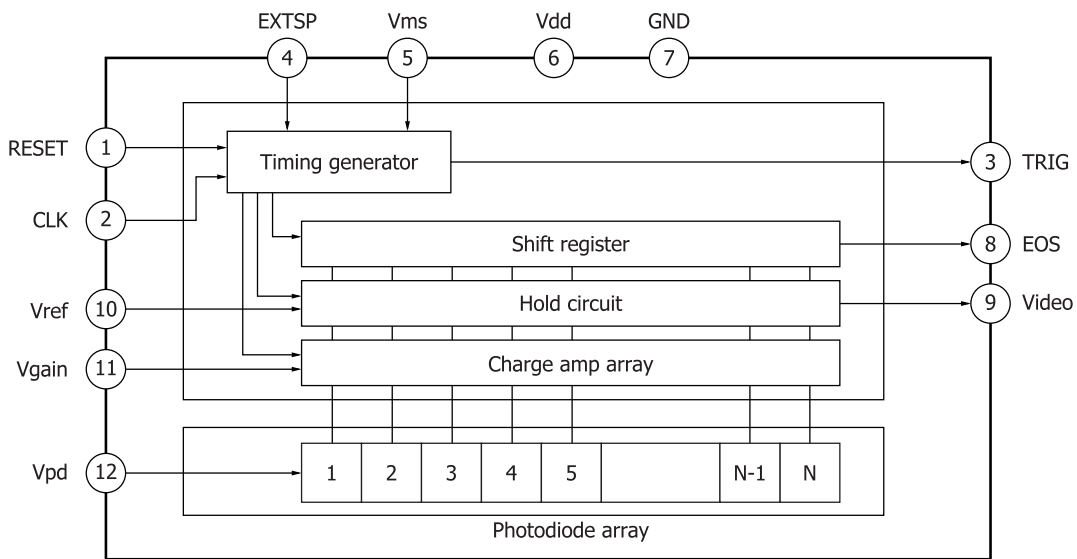 EXTSP Vms Vdd GND
4 5 6 7
RESET 1
Timing generator
3 TRIG
CLK 2
Shift register
8 EOS
Vref 10
Hold circuit
9 Video
Vgain 11
Charge amp array
Vpd 12
1 2 3 4 5 N-1 N
Photodiode array